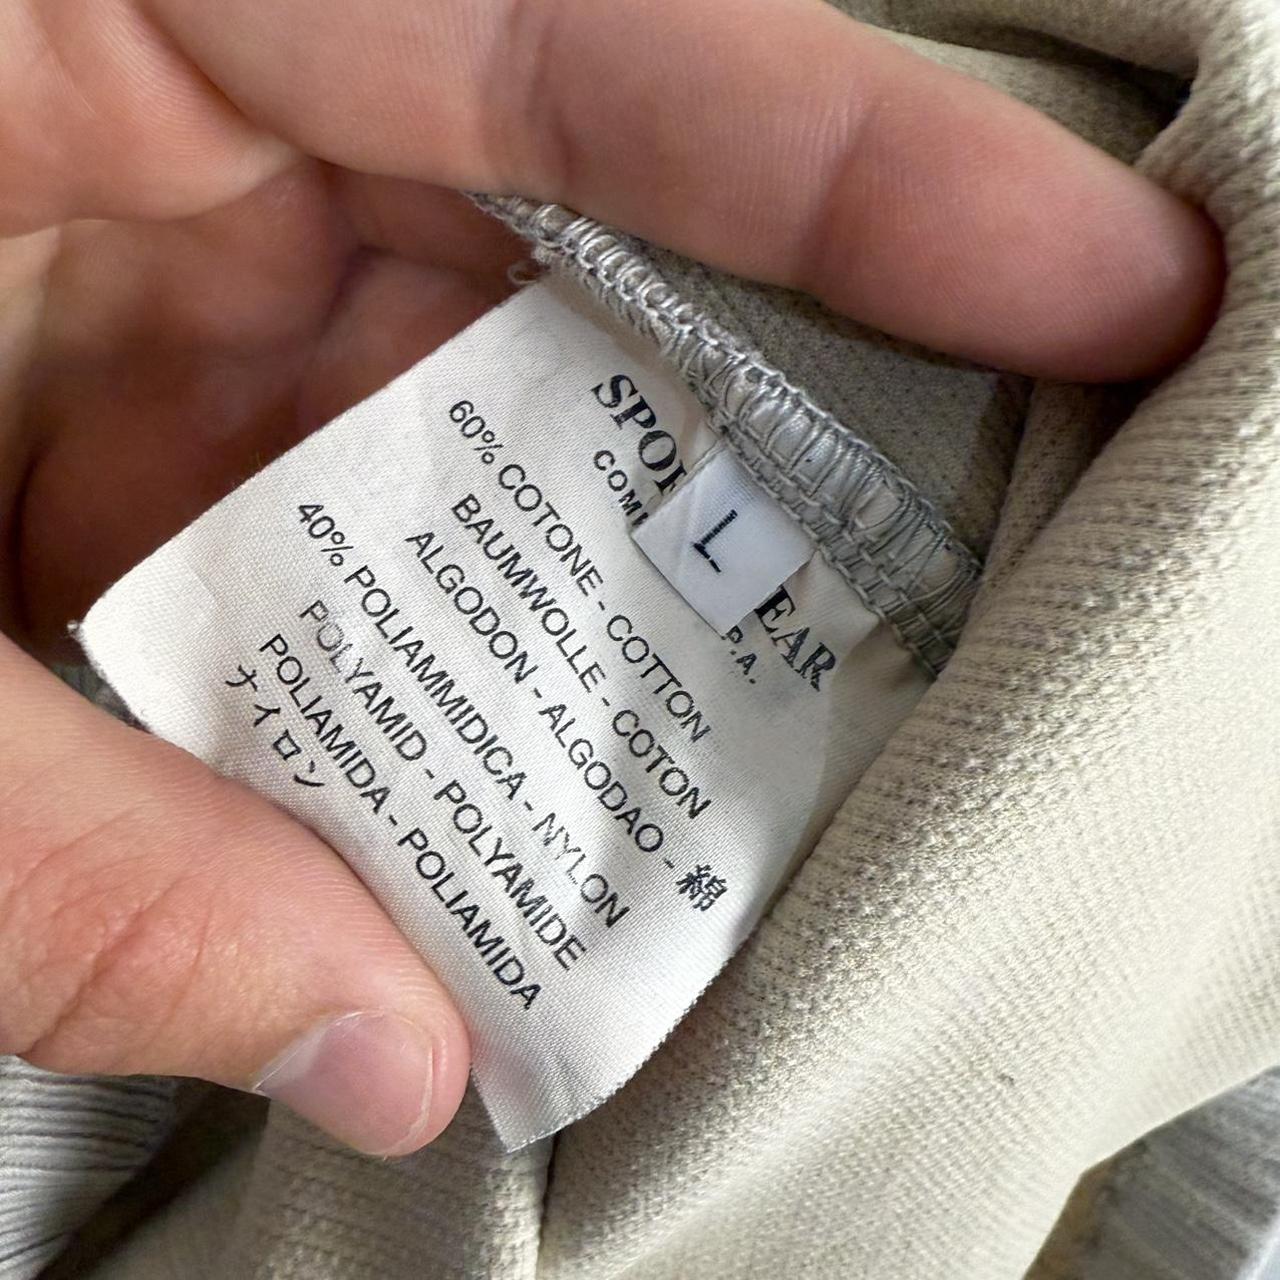 SPOR
EAR
COM
P.A.
L
60% COTONE - COTTON
BAUMWOLLE - COTON
ALGODON - ALGODAO - 綿
40% POLIAMMIDICA - NYLON
POLYAMID - POLYAMIDE
POLIAMIDA - POLIAMIDA
ナイロン